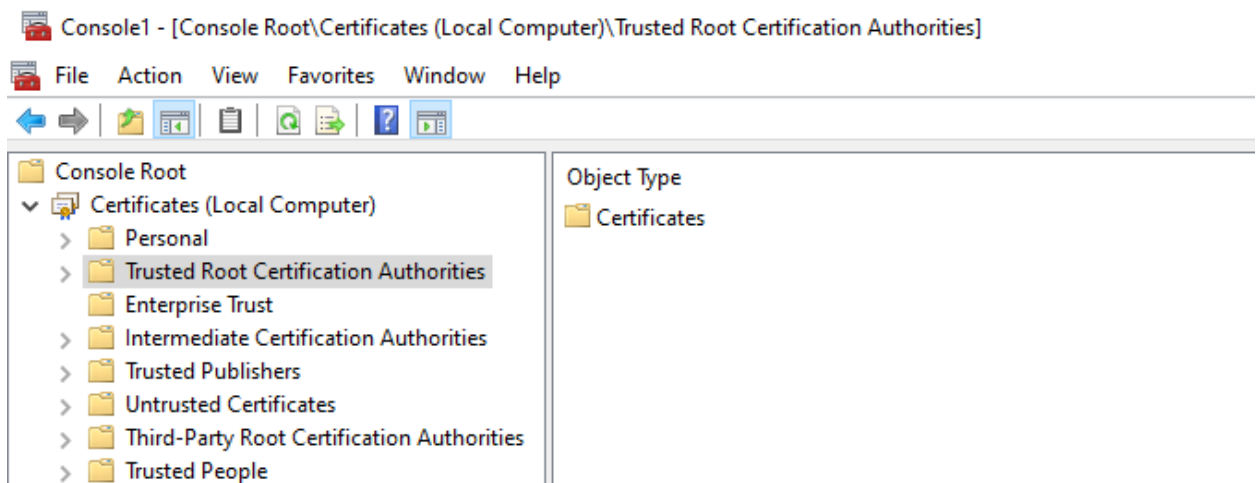 Console1 - [Console Root\Certificates (Local Computer)\Trusted Root Certification Authorities]
File Action View Favorites Window Help
Console Root
Certificates (Local Computer)
Personal
Trusted Root Certification Authorities
Enterprise Trust
Intermediate Certification Authorities
Trusted Publishers
Untrusted Certificates
Third-Party Root Certification Authorities
Trusted People
Object Type
Certificates